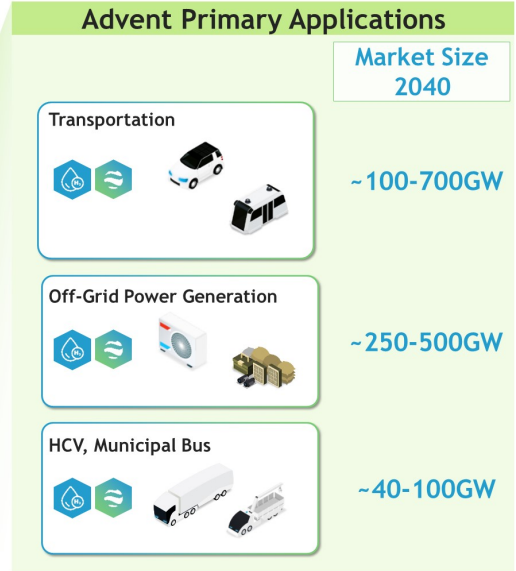 Advent Primary Applications
Market Size
2040
Transportation
~100-700GW
Off-Grid Power Generation
~250-500GW
HCV, Municipal Bus
~40-100GW